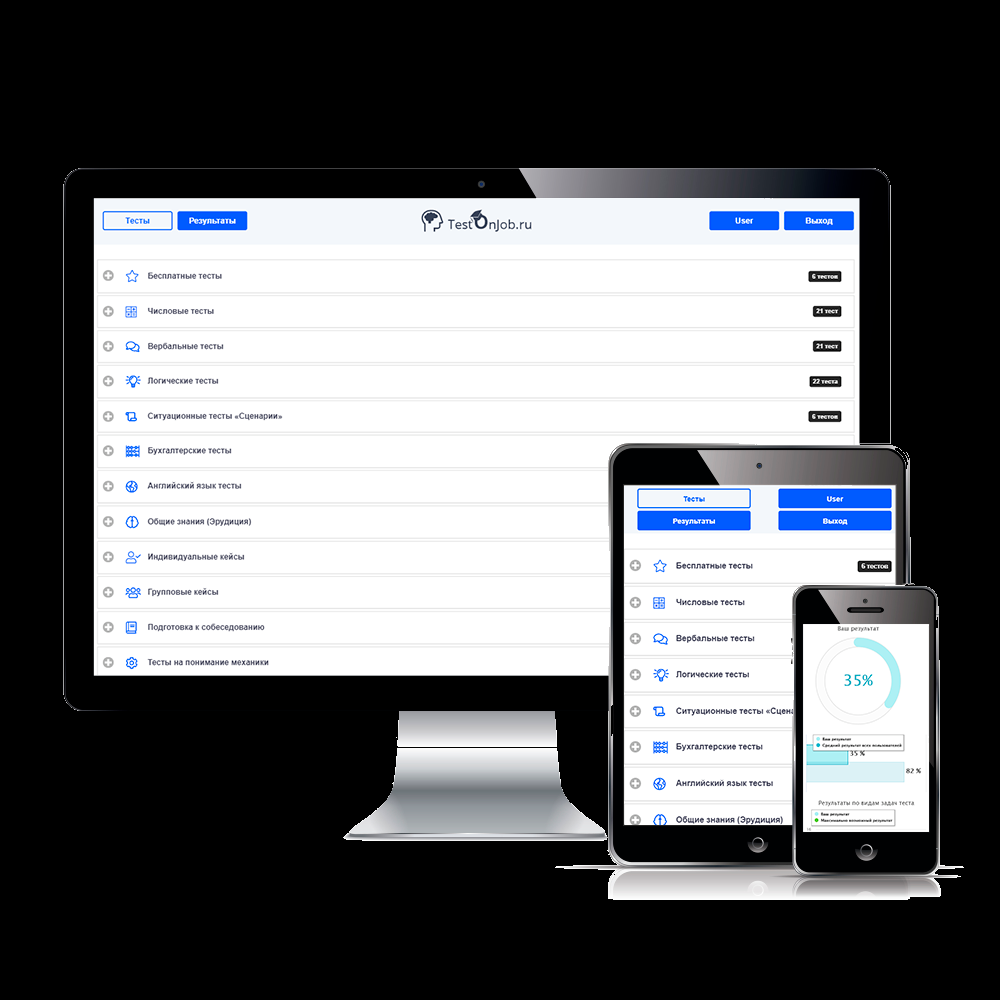 Тесты
Результаты
TestOnJob.ru
User
Выход
Бесплатные тесты
6 тестов
Числовые тесты
21 тест
Вербальные тесты
21 тест
Логические тесты
22 теста
Ситуационные тесты «Сценарии»
6 тестов
Бухгалтерские тесты
Английский язык тесты
Общие знания (Эрудиция)
Индивидуальные кейсы
Групповые кейсы
Подготовка к собеседованию
Тесты на понимание механики
Тесты
User
Результаты
Выход
Бесплатные тесты
6 тестов
Числовые тесты
Вербальные тесты
Логические тесты
Ситуационные тесты «Сцена
Бухгалтерские тесты
Английский язык тесты
Общие знания (Эрудиция)
Ваш результат
35%
Ваш результат
Средний результат всех пользователей
35 %
82 %
Результаты по видам задач теста
Ваш результат
Максимально возможный результат